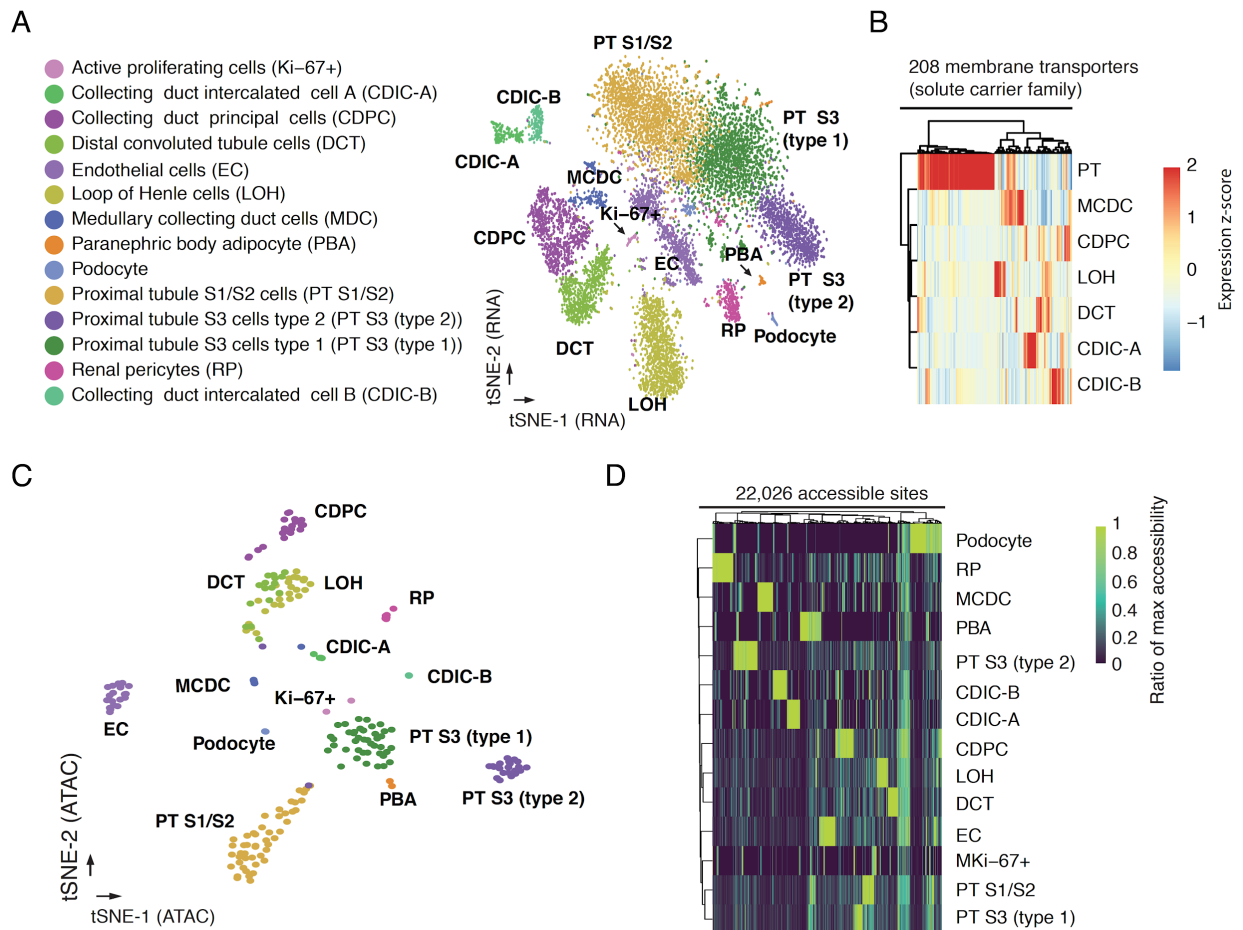 A
Active proliferating cells (Ki−67+)
Collecting duct intercalated cell A (CDIC-A)
Collecting duct principal cells (CDPC)
Distal convoluted tubule cells (DCT)
Endothelial cells (EC)
Loop of Henle cells (LOH)
Medullary collecting duct cells (MDC)
Paranephric body adipocyte (PBA)
Podocyte
Proximal tubule S1/S2 cells (PT S1/S2)
Proximal tubule S3 cells type 2 (PT S3 (type 2))
Proximal tubule S3 cells type 1 (PT S3 (type 1))
Renal pericytes (RP)
Collecting duct intercalated cell B (CDIC-B)
PT S1/S2
CDIC-B
CDIC-A
PT S3
(type 1)
MCDC
Ki−67+
CDPC
EC
PBA
PT S3
(type 2)
RP
Podocyte
DCT
LOH
tSNE-2 (RNA)
tSNE-1 (RNA)
B
208 membrane transporters
(solute carrier family)
PT
MCDC
CDPC
LOH
DCT
CDIC-A
CDIC-B
2
1
0
−1
Expression z-score
C
CDPC
DCT
LOH
RP
CDIC-A
CDIC-B
MCDC
Ki−67+
EC
Podocyte
PT S3 (type 1)
PBA
PT S3 (type 2)
PT S1/S2
tSNE-2 (ATAC)
tSNE-1 (ATAC)
D
22,026 accessible sites
Podocyte
RP
MCDC
PBA
PT S3 (type 2)
CDIC-B
CDIC-A
CDPC
LOH
DCT
EC
MKi−67+
PT S1/S2
PT S3 (type 1)
1
0.8
0.6
0.4
0.2
0
Ratio of max accessibility